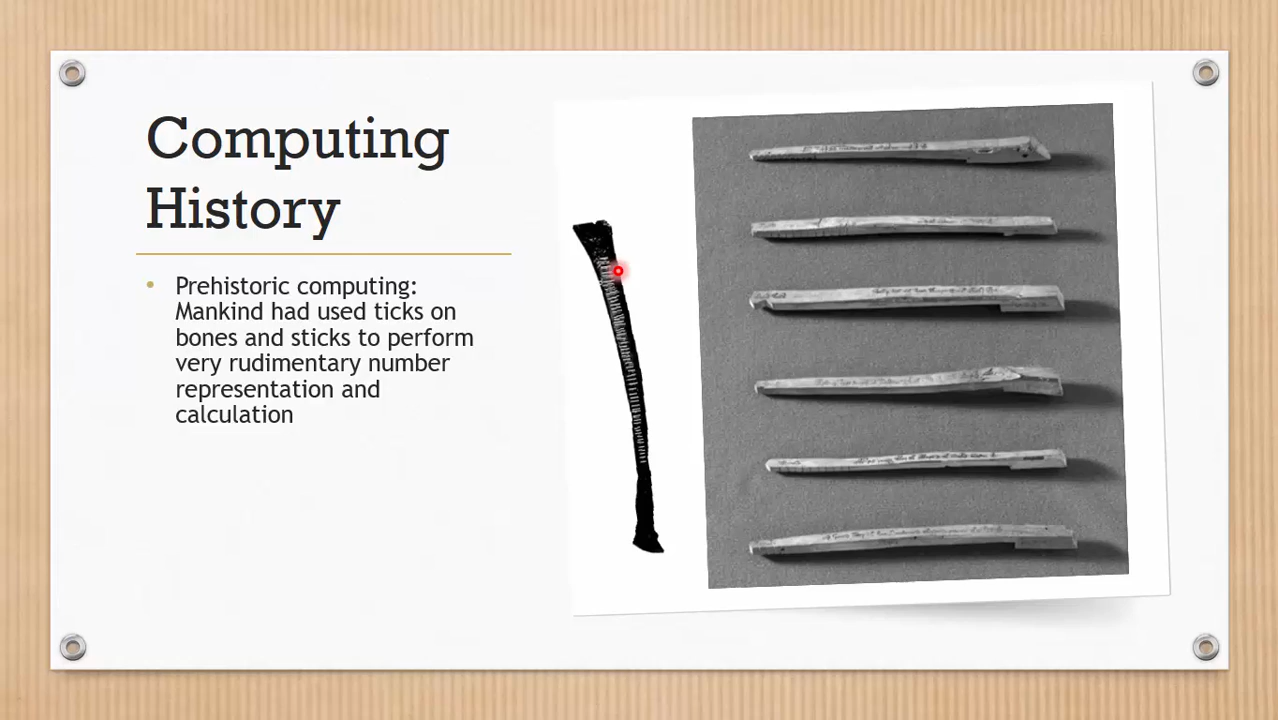 Computing
History
Prehistoric computing:
Mankind had used ticks on
bones and sticks to perform
very rudimentary number
representation and
calculation